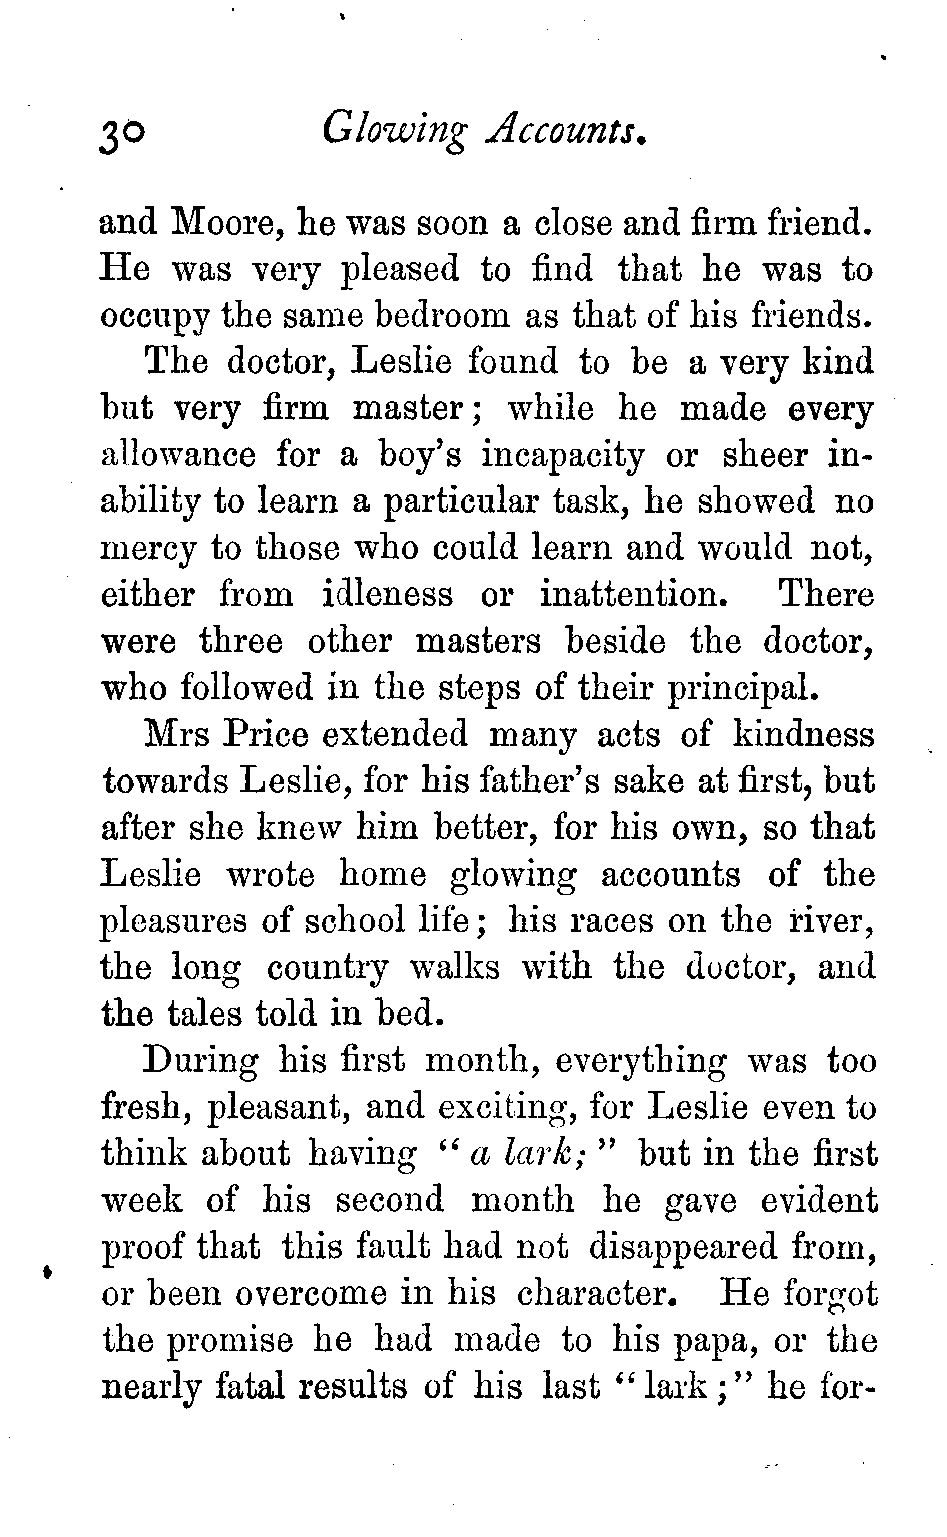 30 Glowing Accounts.
and Moore, he was soon a close and firm friend.
He was very pleased to find that he was to
occupy the same bedroom as that of his friends.
The doctor, Leslie found to be a very kind
but very firm master; while he made every
allowance for a boy's incapacity or sheer in-
ability to learn a particular task, he showed no
mercy to those who could learn and would not,
either from idleness or inattention. There
were three other masters beside the doctor,
who followed in the steps of their principal.
Mrs Price extended many acts of kindness
towards Leslie, for his father's sake at first, but
after she knew him better, for his own, so that
Leslie wrote home glowing accounts of the
pleasures of school life; his races on the river,
the long country walks with the doctor, and
the tales told in bed.
During his first month, everything was too
fresh, pleasant, and exciting, for Leslie even to
think about having "a lark;" but in the first
week of his second month he gave evident
proof that this fault had not disappeared from,
or been overcome in his character. He forgot
the promise he had made to his papa, or the
nearly fatal results of his last "lark;" he for-